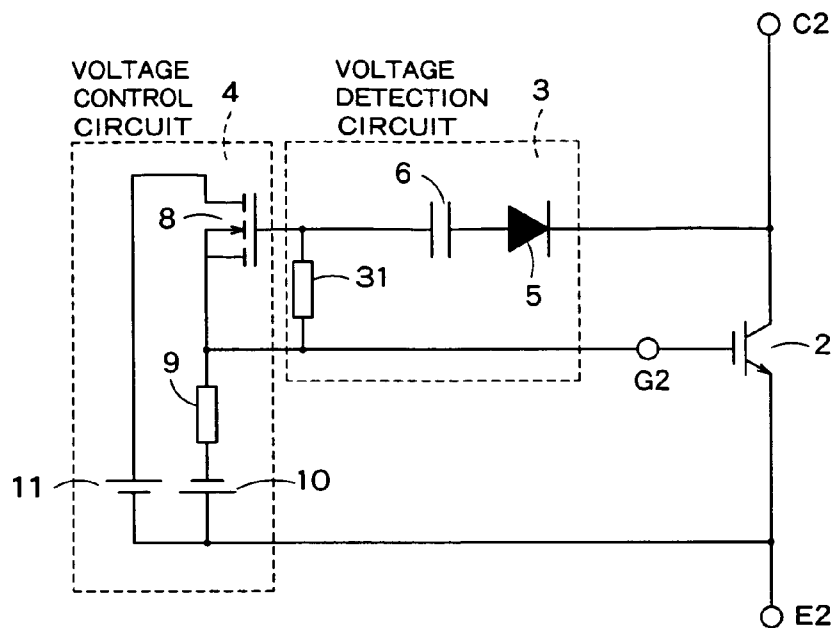 C2
VOLTAGE
CONTROL
CIRCUIT
4
VOLTAGE
DETECTION
CIRCUIT
3
6
8
31
5
2
9
G2
11
10
E2